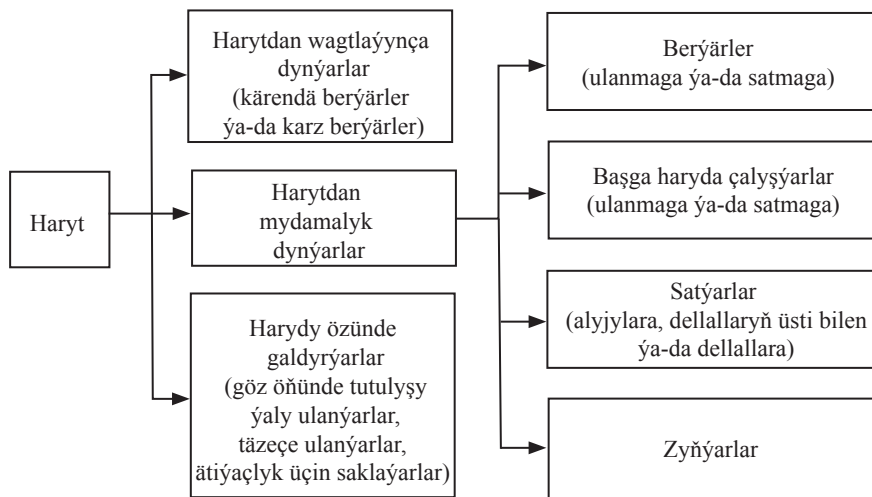 Haryt
Harytdan wagtlaýynça
dynýarlar
(kärendä berýärler
ýa-da karz berýärler)
Harytdan
mydamalyk
dynýarlar
Harydy özünde
galdyrýarlar
(göz öňünde tutulyşy
ýaly ulanýarlar,
täzeçe ulanýarlar,
ätiýaçlyk üçin saklaýarlar)
Berýärler
(ulanmaga ýa-da satmaga)
Başga haryda çalyşýarlar
(ulanmaga ýa-da satmaga)
Satýarlar
(alyjylara, dellallaryň üsti bilen
ýa-da dellallara)
Zyňýarlar